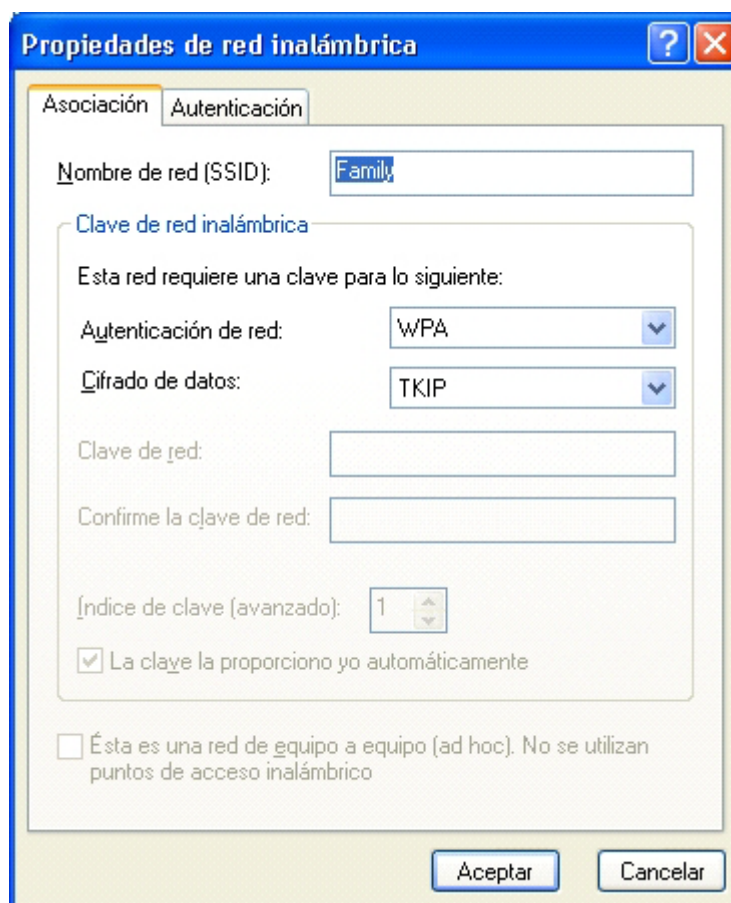 Propiedades de red inalámbrica
Asociación Autenticación
Nombre de red (SSID): Family
Clave de red inalámbrica
Esta red requiere una clave para lo siguiente:
Autenticación de red: WPA
Cifrado de datos: TKIP
Clave de red:
Confirme la clave de red:
Índice de clave (avanzado): 1
La clave la proporciono yo automáticamente
Ésta es una red de equipo a equipo (ad hoc). No se utilizan
puntos de acceso inalámbrico
Aceptar Cancelar